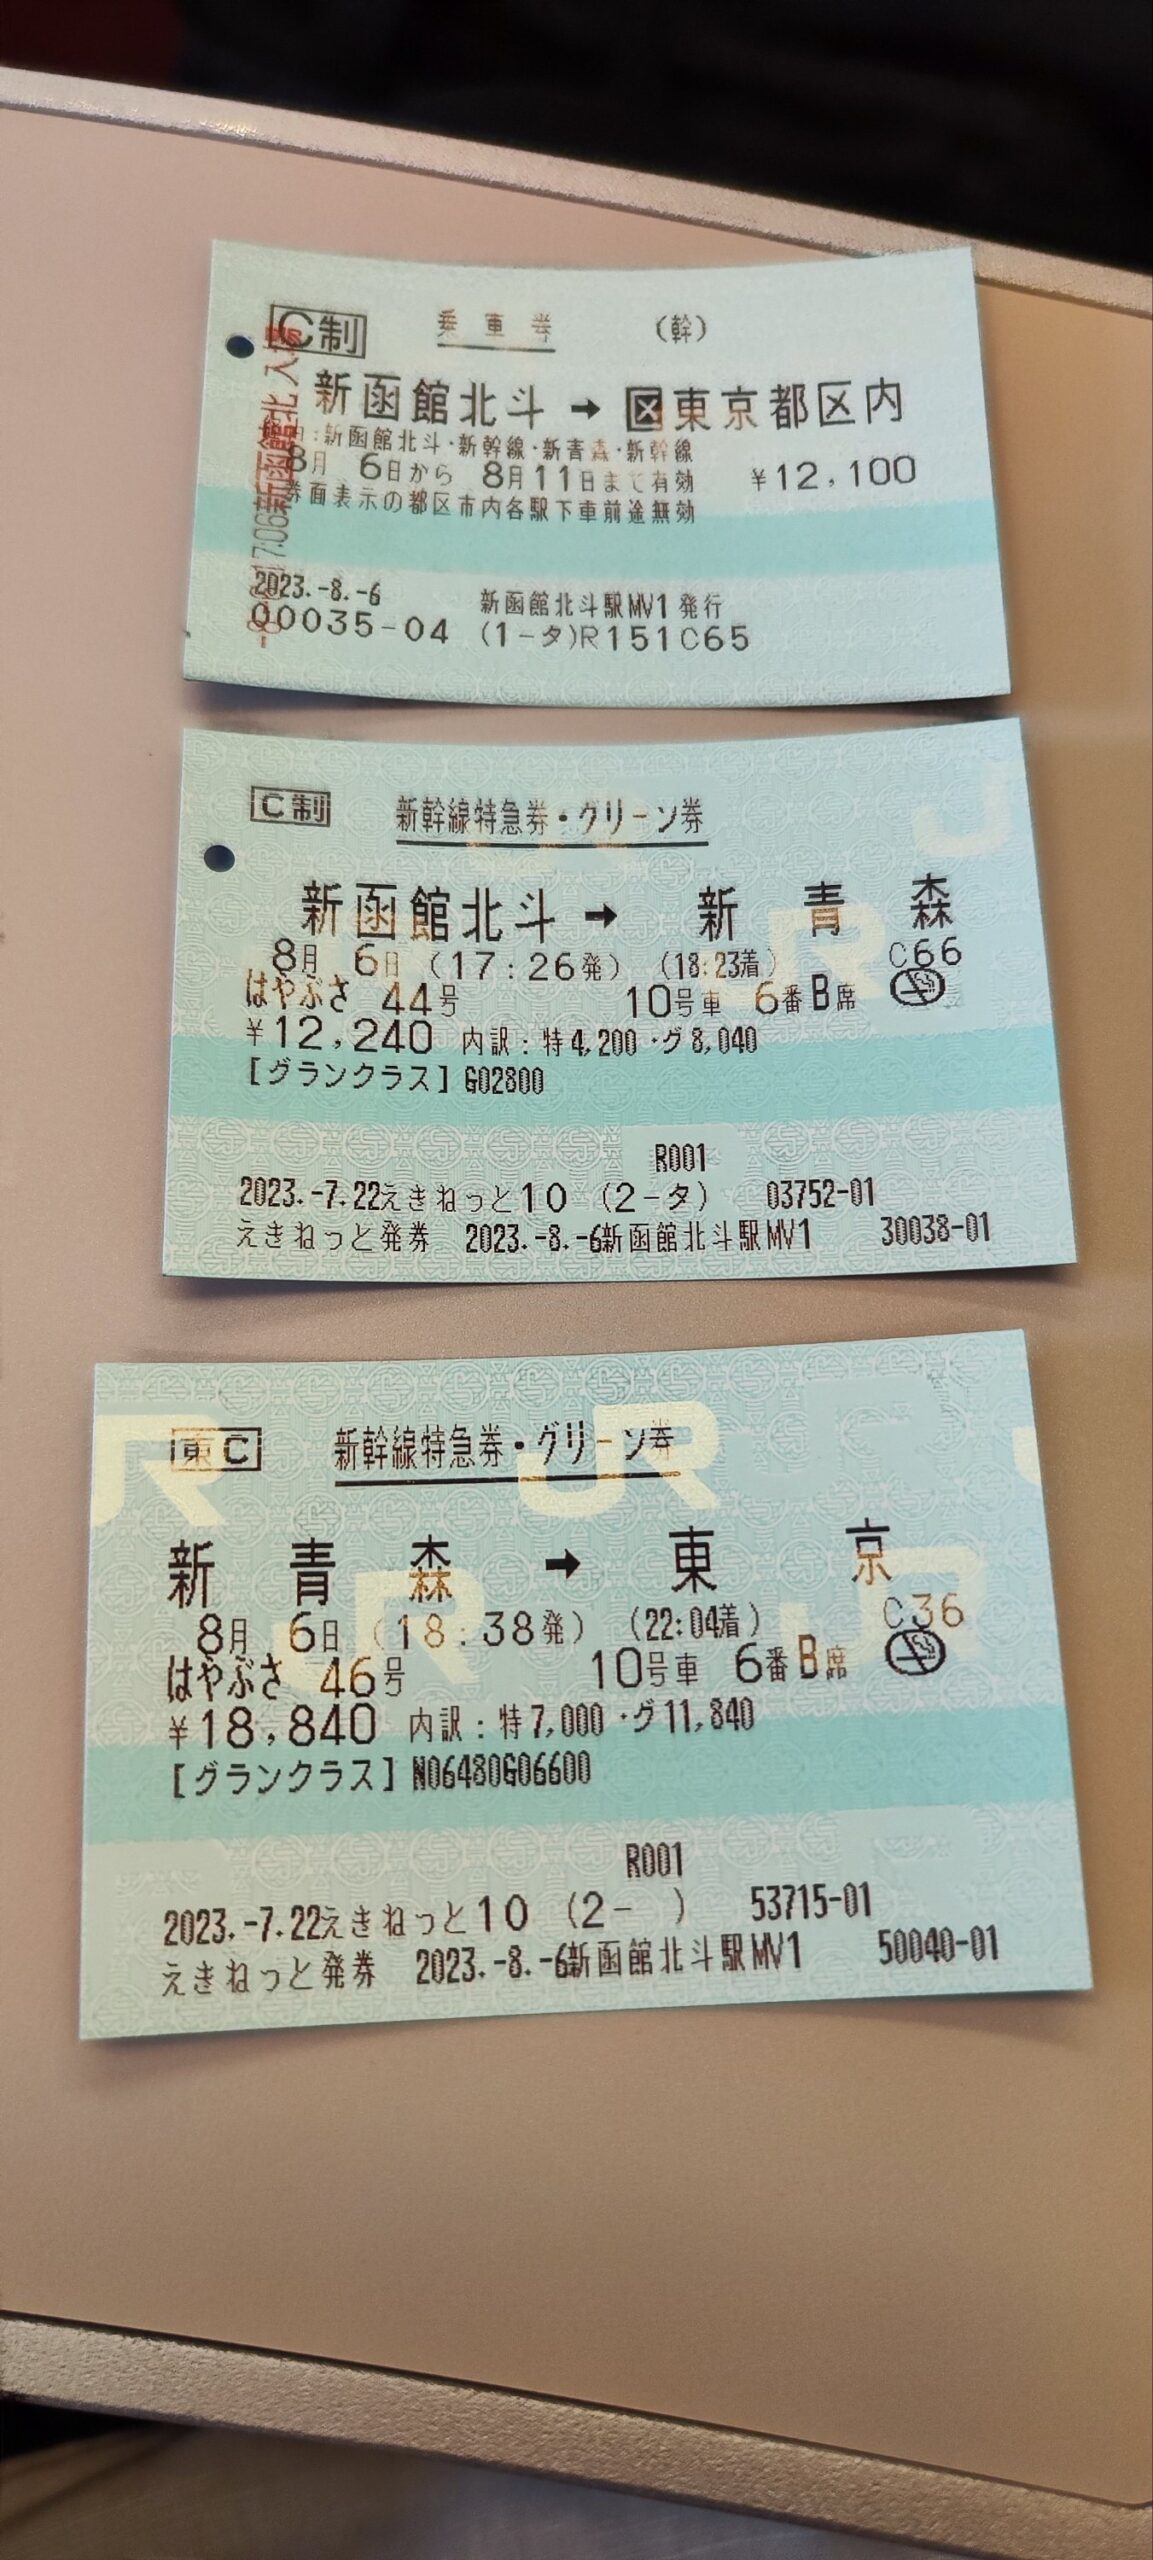 C制 乗車券 (幹)
新函館北斗 → 区東京都区内
:新函館北斗・新幹線・新青森・新幹線
8月 6日から 8月11日まで有効 ¥12,100
券面表示の都区市内各駅下車前途無効
2023.-8.-6 新函館北斗駅MV1発行
00035-04 (1-タ)R151C65
17:06 新函館北 入場
C制 新幹線特急券・グリーン券
新函館北斗 → 新青森
8月 6日 (17:26発) (18:23着) C66
はやぶさ 44号 10号車 6番B席
¥12,240 内訳:特4,200・グ8,040
[グランクラス] G02800
R001
2023.-7.22えきねっと10 (2-タ) 03752-01
えきねっと発券 2023.-8.-6新函館北斗駅MV1 30038-01
東C 新幹線特急券・グリーン券
新青森 → 東京
8月 6日 (18:38発) (22:04着) C36
はやぶさ 46号 10号車 6番B席
¥18,840 内訳:特7,000・グ11,840
[グランクラス] N06480G06600
R001
2023.-7.22えきねっと10 (2- ) 53715-01
えきねっと発券 2023.-8.-6新函館北斗駅MV1 50040-01